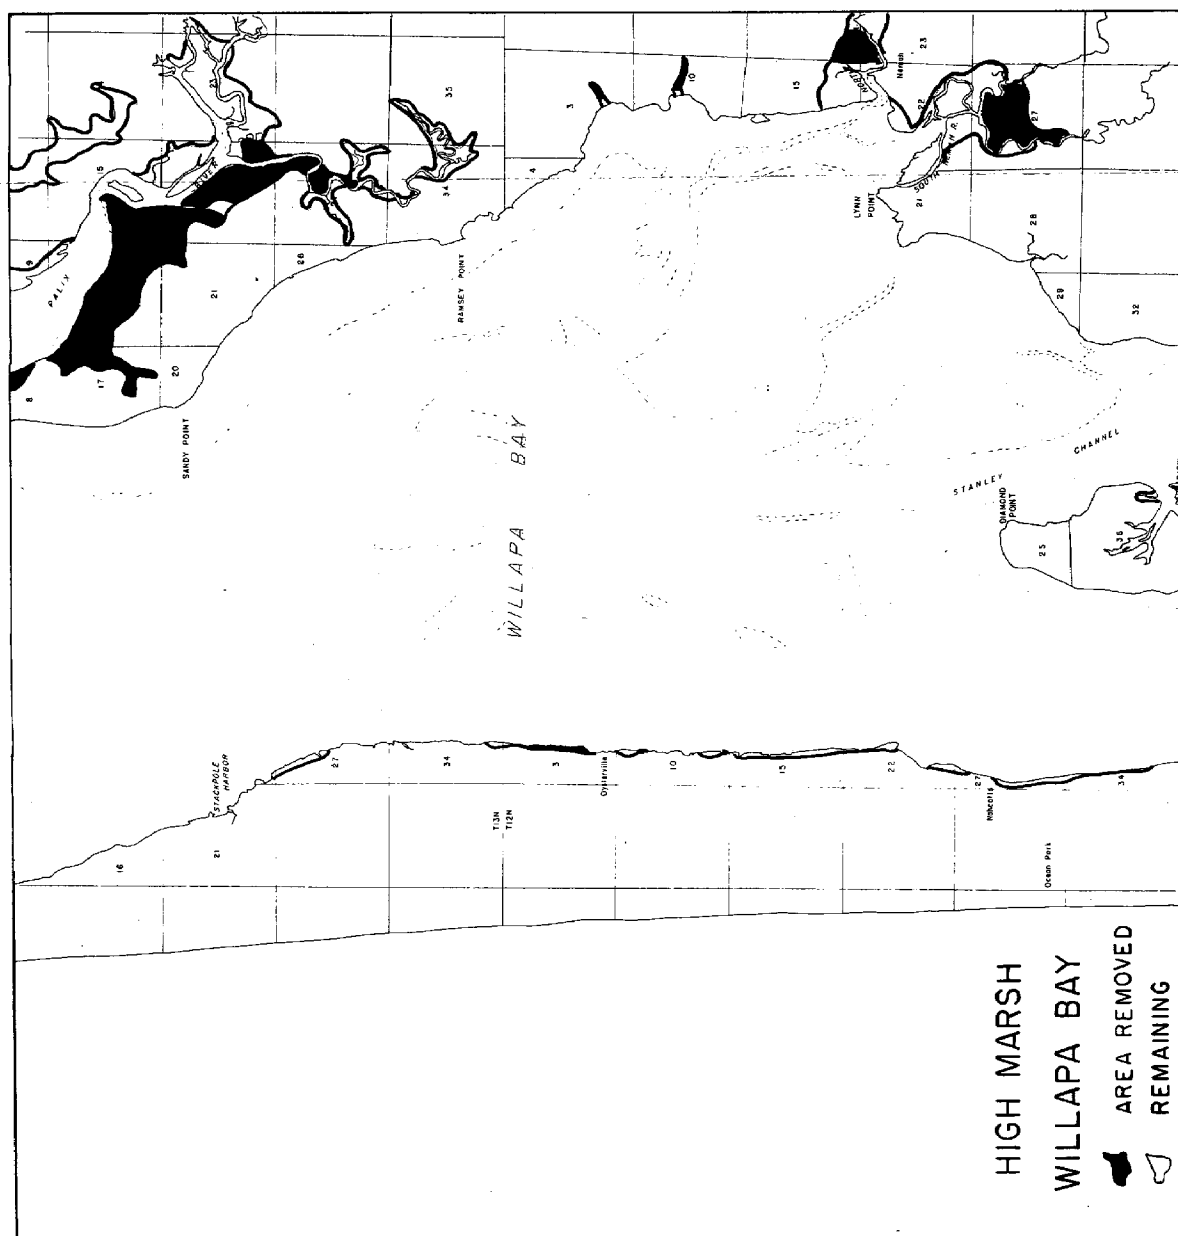 HIGH MARSH
WILLAPA BAY
AREA REMOVED
REMAINING
WILLAPA BAY
PALIX
RIVER
SANDY POINT
RAMSEY POINT
LYNN
POINT
SOUTH
STANLEY
CHANNEL
DIAMOND
POINT
STACKPOLE
HARBOR
T13N
T12N
Oysterville
Nahcotta
Ocean Park
Nemah
8
9
17
20
21
26
34
35
3
4
10
15
22
23
27
21
28
29
32
25
36
16
21
27
34
3
10
15
22
27
34